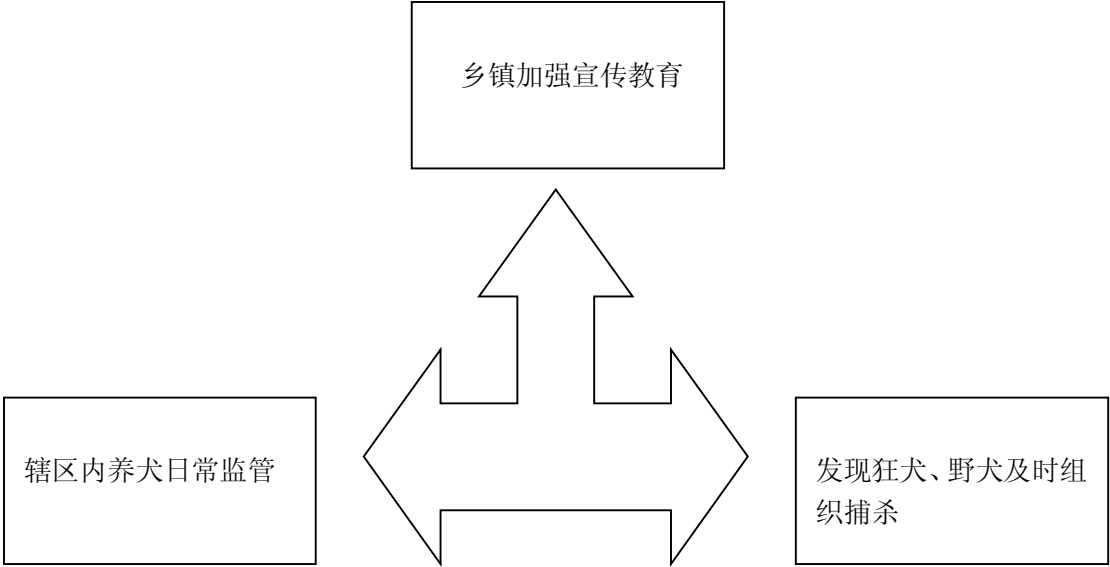 乡镇加强宣传教育
辖区内养犬日常监管
发现狂犬、野犬及时组
织捕杀